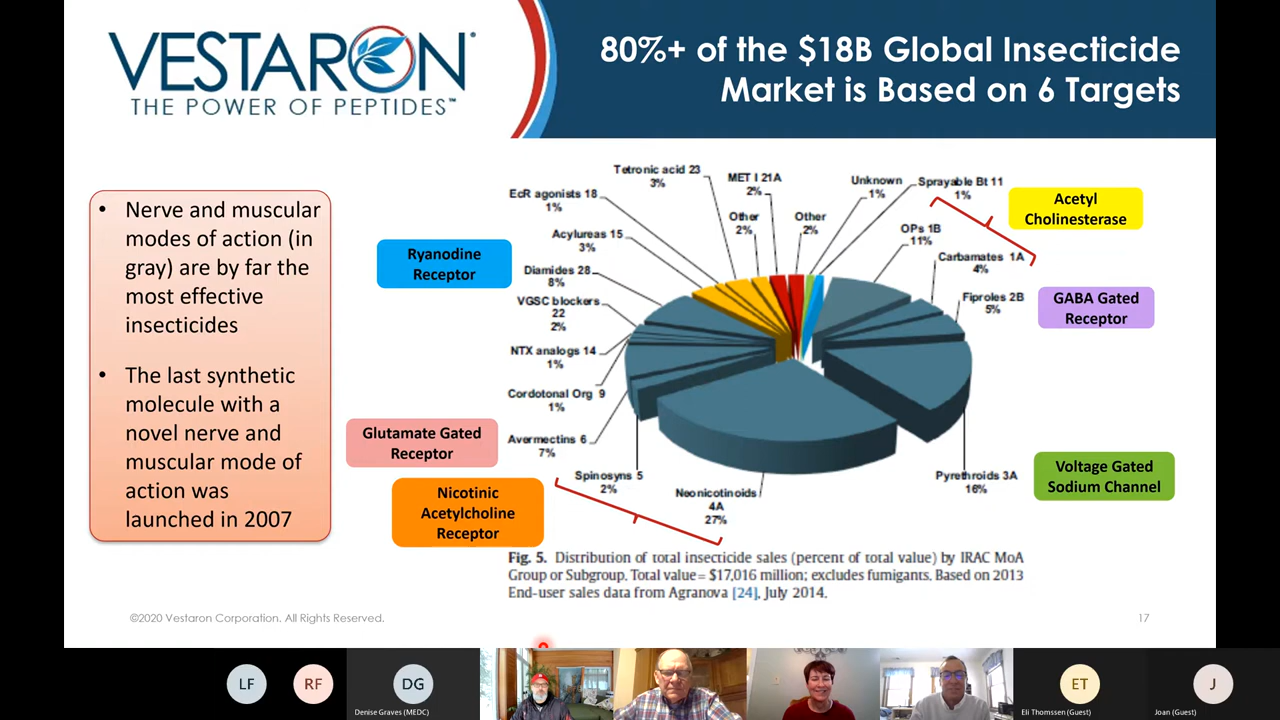 VESTARON®
THE POWER OF PEPTIDES™
80%+ of the $18B Global Insecticide
Market is Based on 6 Targets
• Nerve and muscular
modes of action (in
gray) are by far the
most effective
insecticides
• The last synthetic
molecule with a
novel nerve and
muscular mode of
action was
launched in 2007
Tetronic acid 23
3%
MET I 21A
2%
Unknown
1%
Sprayable Bt 11
1%
EcR agonists 18
1%
Other
2%
Other
2%
Acylureas 15
3%
OPs 1B
11%
Diamides 28
8%
Carbamates 1A
4%
VGSC blockers
22
2%
Fiproles 2B
5%
NTX analogs 14
1%
Cordotonal Org 9
1%
Avermectins 6
7%
Spinosyns 5
2%
Neonicotinoids
4A
27%
Pyrethroids 3A
16%
Acetyl
Cholinesterase
Ryanodine
Receptor
GABA Gated
Receptor
Glutamate Gated
Receptor
Voltage Gated
Sodium Channel
Nicotinic
Acetylcholine
Receptor
Fig. 5. Distribution of total insecticide sales (percent of total value) by IRAC MoA
Group or Subgroup. Total value= $17,016 million; excludes fumigants. Based on 2013
End-user sales data from Agranova [24], July 2014.
©2020 Vestaron Corporation. All Rights Reserved.
17
LF
RF
DG
Denise Graves (MEDC)
ET
Eli Thomssen (Guest)
J
Joan (Guest)